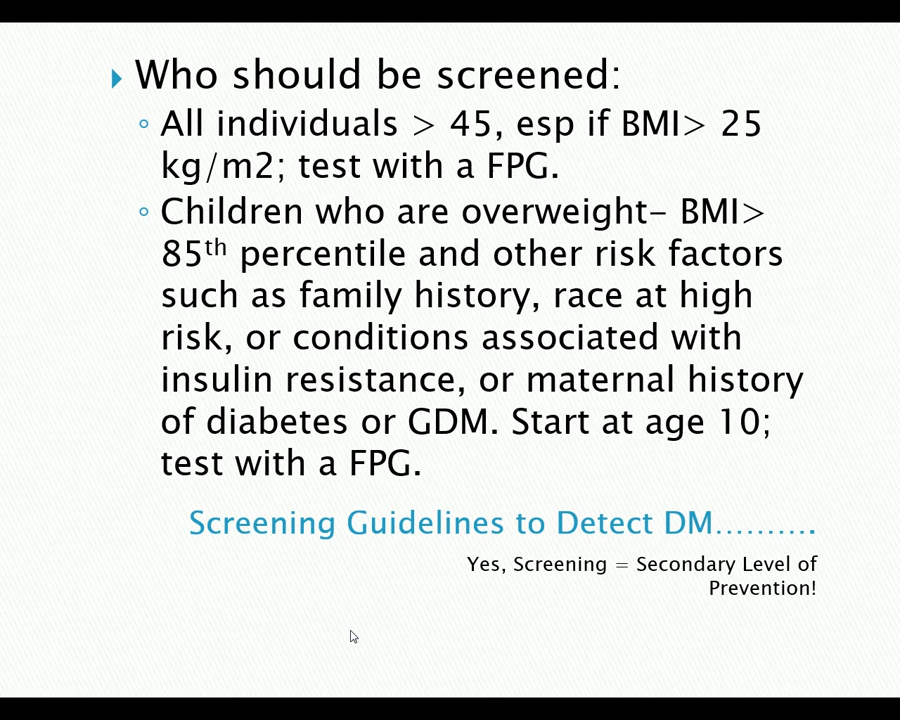 Who should be screened:
All individuals > 45, esp if BMI> 25
kg/m2; test with a FPG.
Children who are overweight- BMI>
85th percentile and other risk factors
such as family history, race at high
risk, or conditions associated with
insulin resistance, or maternal history
of diabetes or GDM. Start at age 10;
test with a FPG.
Screening Guidelines to Detect DM..........
Yes, Screening = Secondary Level of
Prevention!